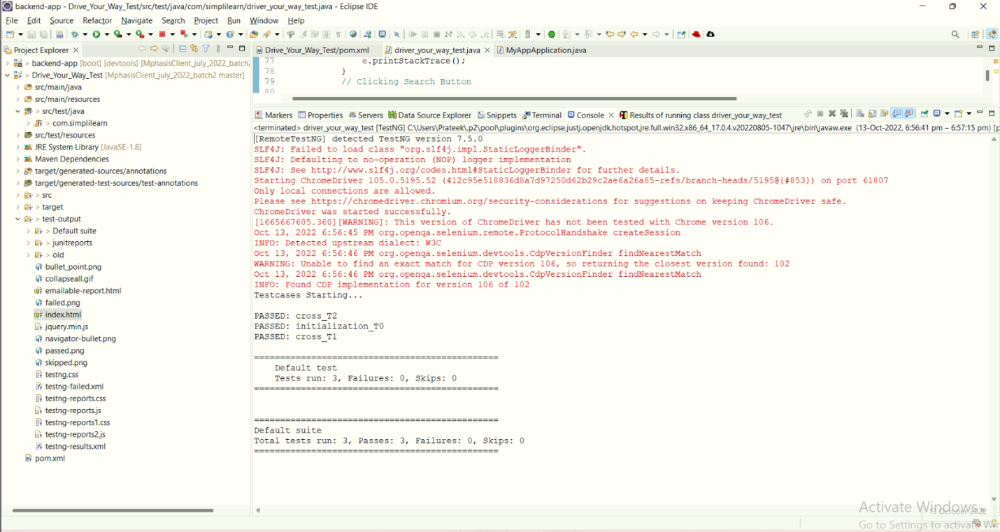 backend-app - Drive_Your_Way_Test/src/test/java/com/simplilearn/driver_your_way_test.java - Eclipse IDE
File Edit Source Refactor Navigate Search Project Run Window Help
Project Explorer
> backend-app [boot] [devtools] [MphasisClient_july_2022_batch2
> Drive_Your_Way_Test [MphasisClient_july_2022_batch2 master]
src/main/java
src/main/resources
> src/test/java
> com.simplilearn
src/test/resources
JRE System Library [JavaSE-1.8]
Maven Dependencies
target/generated-sources/annotations
target/generated-test-sources/test-annotations
> src
> target
> test-output
> Default suite
> junitreports
> old
bullet_point.png
collapseall.gif
emailable-report.html
failed.png
index.html
jquery.min.js
navigator-bullet.png
passed.png
skipped.png
testng.css
testng-failed.xml
testng-reports.css
testng-reports.js
testng-reports1.css
testng-reports2.js
testng-results.xml
pom.xml
Drive_Your_Way_Test/pom.xml driver_your_way_test.java MyAppApplication.java
77 e.printStackTrace();
78 }
79 // Clicking Search Button
80
Markers Properties Servers Data Source Explorer Snippets Terminal Console Results of running class driver_your_way_test
<terminated> driver_your_way_test [TestNG] C:\Users\Prateek\.p2\pool\plugins\org.eclipse.justj.openjdk.hotspot.jre.full.win32.x86_64_17.0.4.v20220805-1047\jre\bin\javaw.exe (13-Oct-2022, 6:56:41 pm – 6:57:15 pm) [p
[RemoteTestNG] detected TestNG version 7.5.0
SLF4J: Failed to load class "org.slf4j.impl.StaticLoggerBinder".
SLF4J: Defaulting to no-operation (NOP) logger implementation
SLF4J: See http://www.slf4j.org/codes.html#StaticLoggerBinder for further details.
Starting ChromeDriver 105.0.5195.52 (412c95e518836d8a7d97250d62b29c2ae6a26a85-refs/branch-heads/5195@{#853}) on port 61807
Only local connections are allowed.
Please see https://chromedriver.chromium.org/security-considerations for suggestions on keeping ChromeDriver safe.
ChromeDriver was started successfully.
[1665667605.360][WARNING]: This version of ChromeDriver has not been tested with Chrome version 106.
Oct 13, 2022 6:56:45 PM org.openqa.selenium.remote.ProtocolHandshake createSession
INFO: Detected upstream dialect: W3C
Oct 13, 2022 6:56:46 PM org.openqa.selenium.devtools.CdpVersionFinder findNearestMatch
WARNING: Unable to find an exact match for CDP version 106, so returning the closest version found: 102
Oct 13, 2022 6:56:46 PM org.openqa.selenium.devtools.CdpVersionFinder findNearestMatch
INFO: Found CDP implementation for version 106 of 102
Testcases Starting...
PASSED: cross_T2
PASSED: initialization_T0
PASSED: cross_T1
===============================================
Default test
Tests run: 3, Failures: 0, Skips: 0
===============================================
===============================================
Default suite
Total tests run: 3, Passes: 3, Failures: 0, Skips: 0
===============================================
Activate Windows
13 October 2022
Go to Settings to activate Win